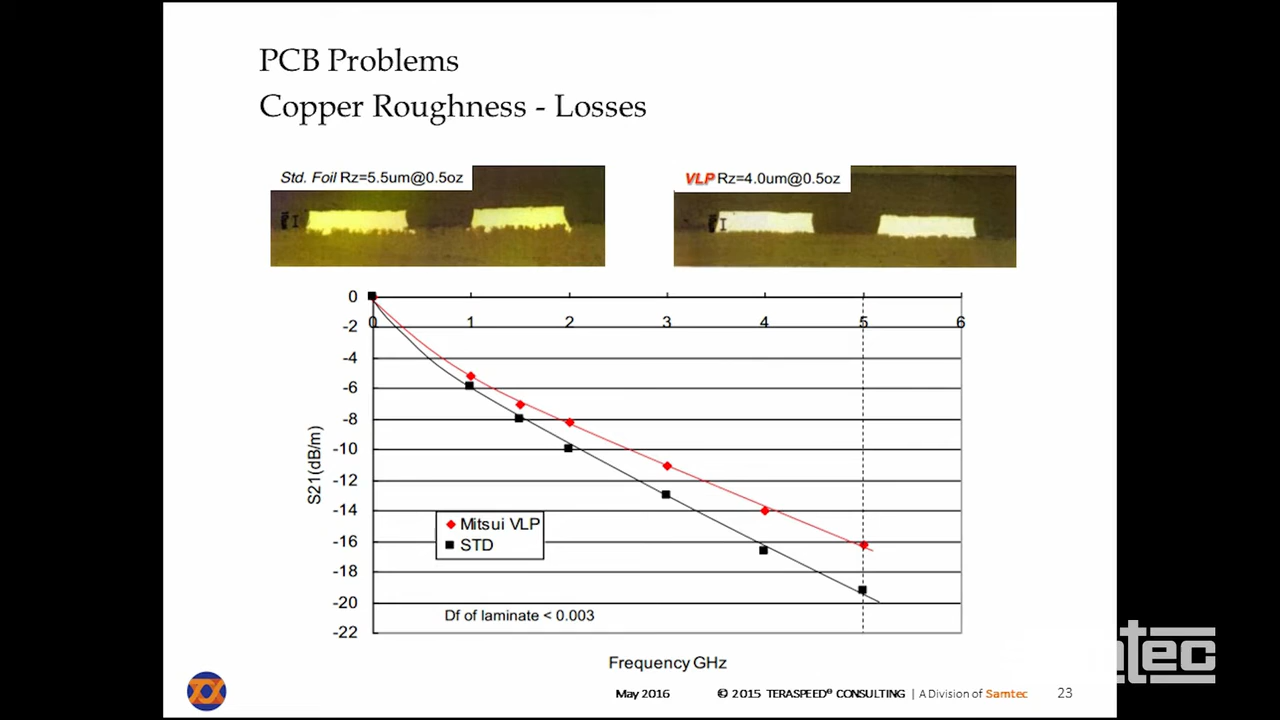 PCB Problems
Copper Roughness - Losses
Std. Foil Rz=5.5um@0.5oz
VLP Rz=4.0um@0.5oz
0
0 1 2 3 4 5 6
-2
-4
-6
-8
-10
-12
-14
-16
-18
-20
-22
S21(dB/m)
Mitsui VLP
STD
Df of laminate < 0.003
Frequency GHz
May 2016
© 2015 TERASPEED® CONSULTING | A Division of Samtec
23